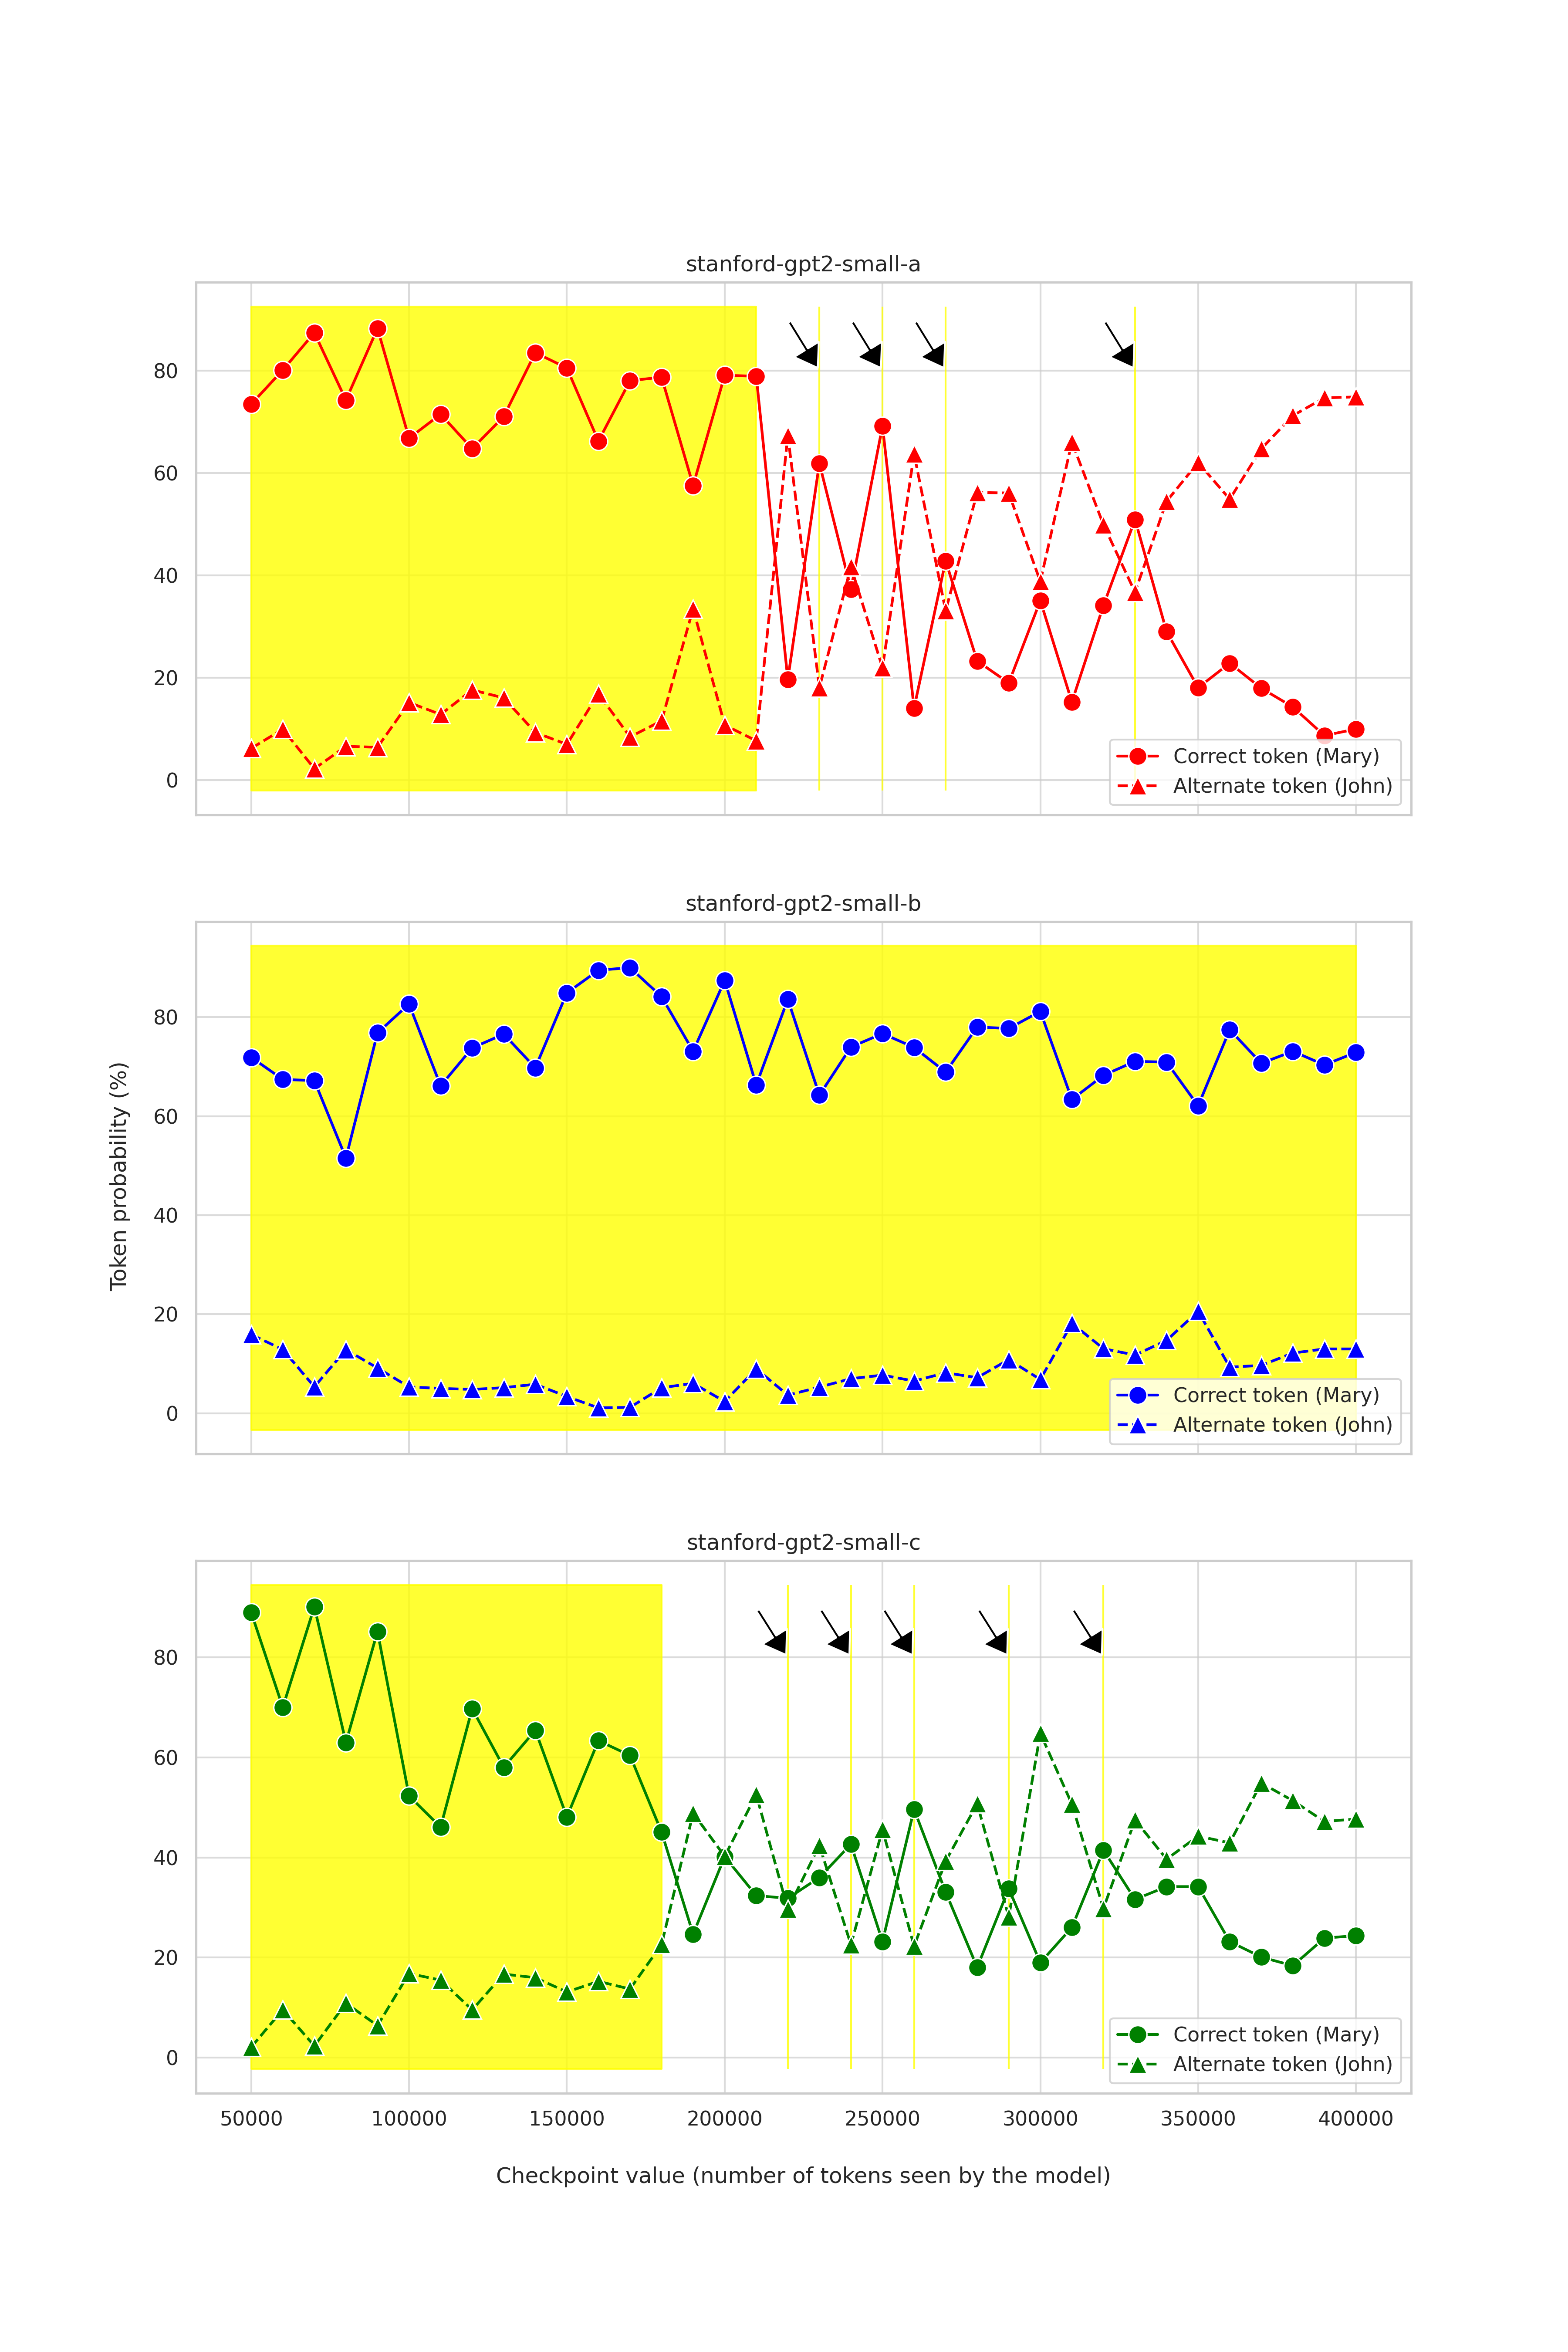 stanford-gpt2-small-a
80
60
40
20
0
Correct token (Mary)
Alternate token (John)
stanford-gpt2-small-b
Token probability (%)
80
60
40
20
0
Correct token (Mary)
Alternate token (John)
stanford-gpt2-small-c
80
60
40
20
0
Correct token (Mary)
Alternate token (John)
50000 100000 150000 200000 250000 300000 350000 400000
Checkpoint value (number of tokens seen by the model)